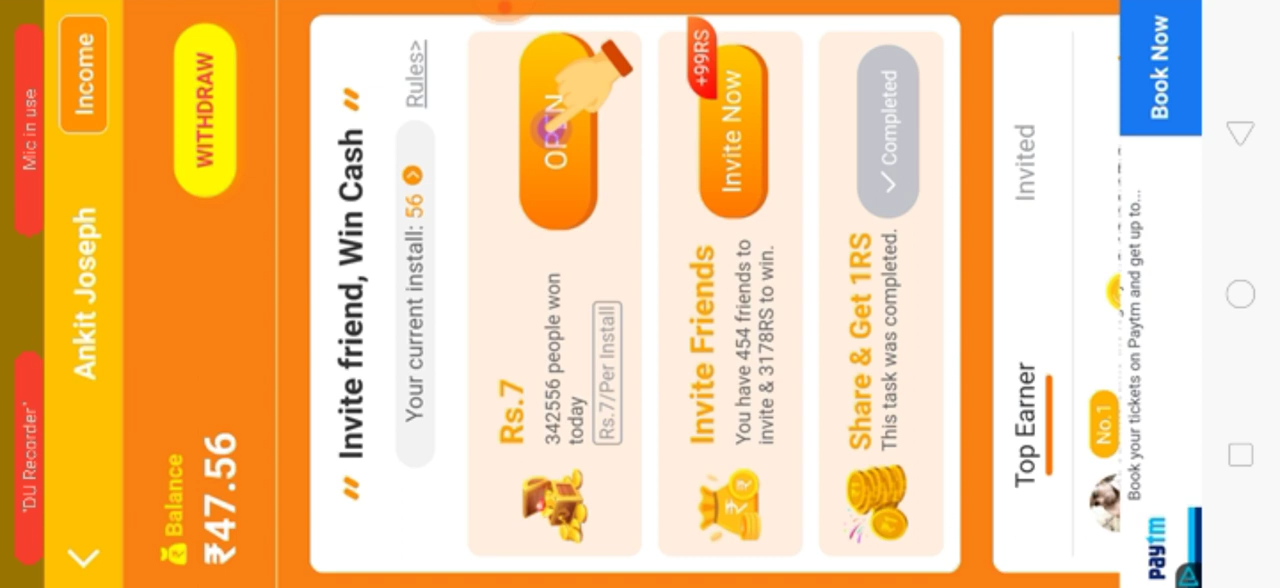 "DU Recorder"
Mic in use
Ankit Joseph
Income
Balance
₹47.56
WITHDRAW
Invite friend, Win Cash
Your current install: 56
Rules>
Rs.7
342556 people won
today
Rs.7/Per Install
OPEN
Invite Friends
You have 454 friends to
invite & 3178RS to win.
+99RS
Invite Now
Share & Get 1RS
This task was completed.
Completed
Top Earner
Invited
No.1
paytm
Book your tickets on Paytm and get up to...
Book Now